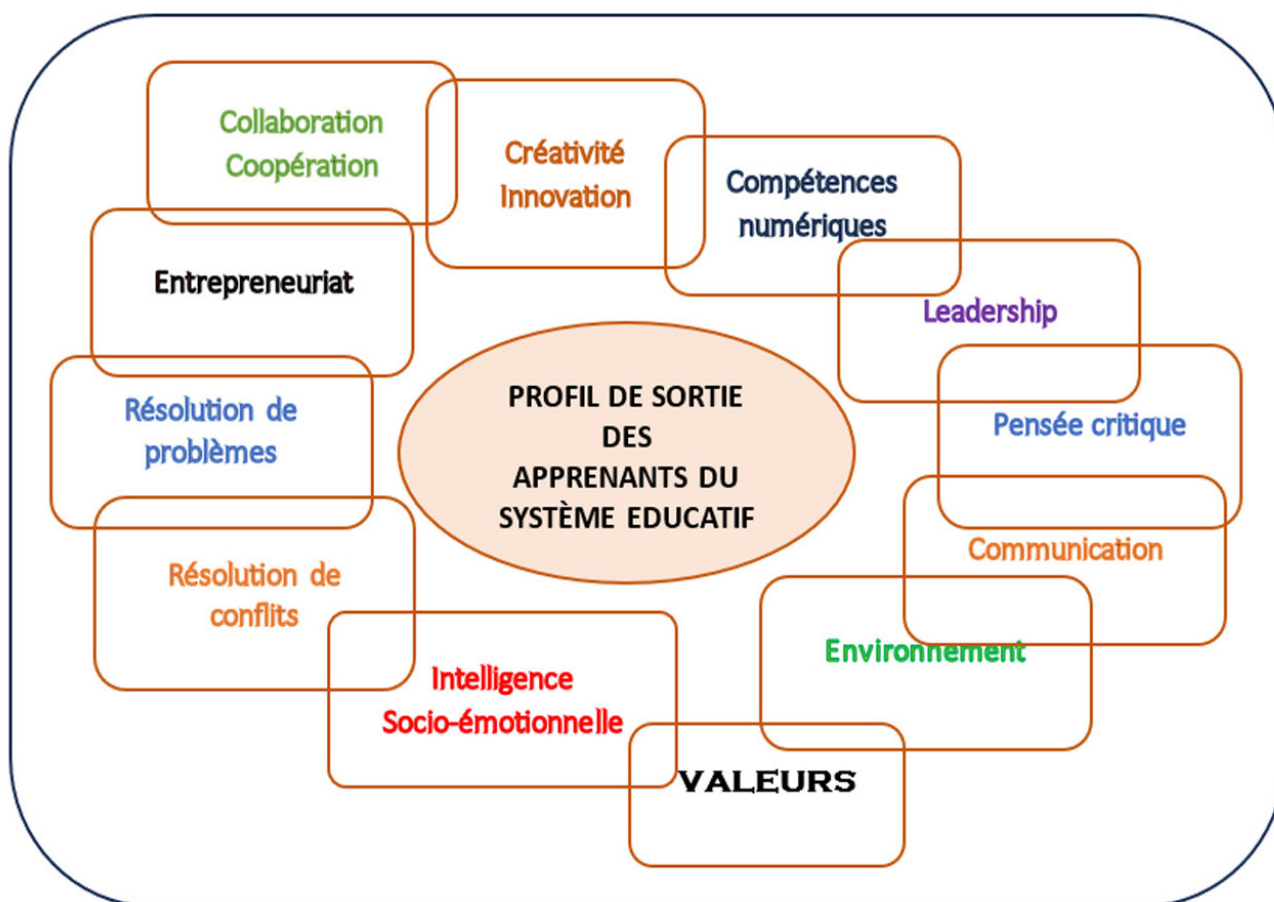 Collaboration
Coopération
Créativité
Innovation
Compétences
numériques
Entrepreneuriat
Leadership
PROFIL DE SORTIE
DES
APPRENANTS DU
SYSTÈME EDUCATIF
Résolution de
problèmes
Pensée critique
Résolution de
conflits
Communication
Environnement
Intelligence
Socio-émotionnelle
VALEURS